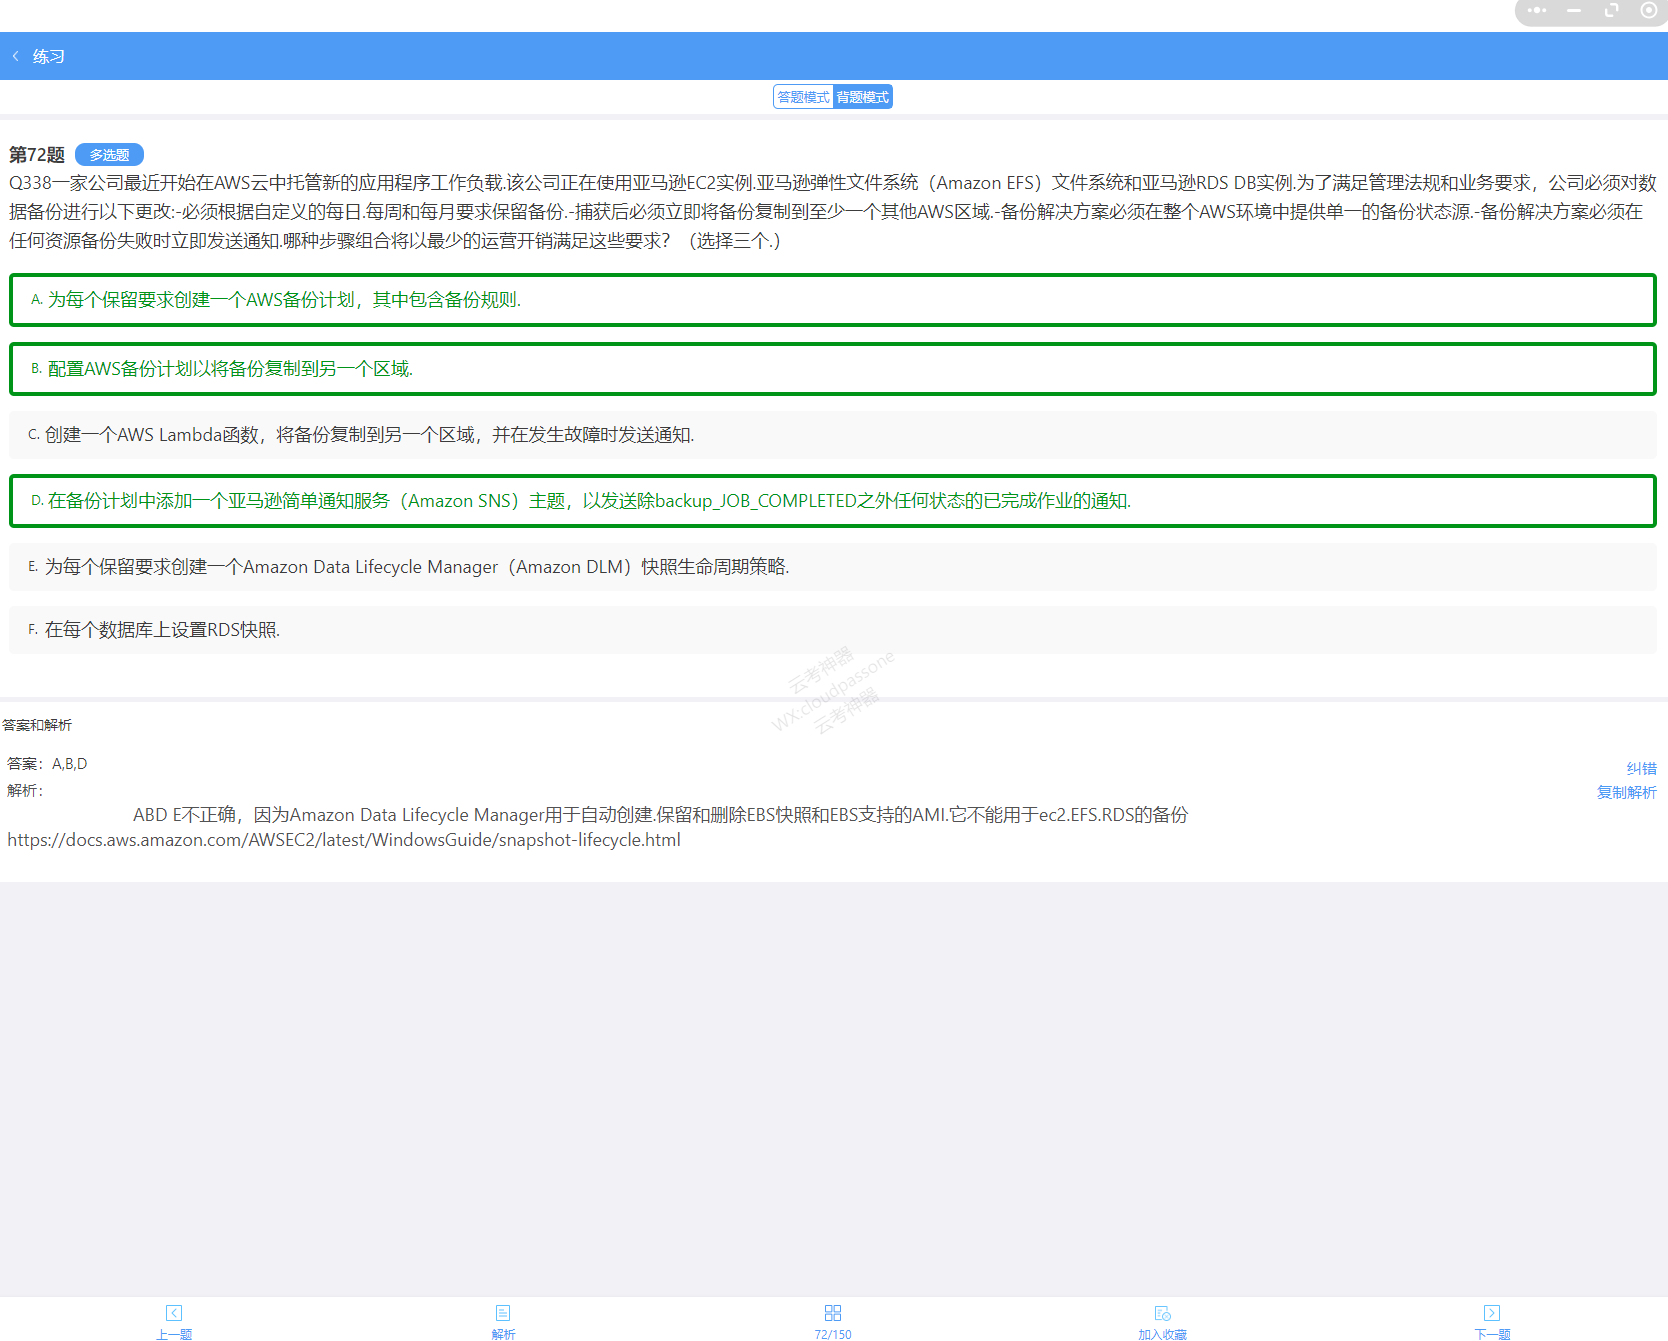 练习
答题模式 背题模式
第72题 多选题
Q338一家公司最近开始在AWS云中托管新的应用程序工作负载.该公司正在使用亚马逊EC2实例.亚马逊弹性文件系统（Amazon EFS）文件系统和亚马逊RDS DB实例.为了满足管理法规和业务要求，公司必须对数
据备份进行以下更改:-必须根据自定义的每日.每周和每月要求保留备份.-捕获后必须立即将备份复制到至少一个其他AWS区域.-备份解决方案必须在整个AWS环境中提供单一的备份状态源.-备份解决方案必须在
任何资源备份失败时立即发送通知.哪种步骤组合将以最少的运营开销满足这些要求？（选择三个.）
A. 为每个保留要求创建一个AWS备份计划，其中包含备份规则.
B. 配置AWS备份计划以将备份复制到另一个区域.
C. 创建一个AWS Lambda函数，将备份复制到另一个区域，并在发生故障时发送通知.
D. 在备份计划中添加一个亚马逊简单通知服务（Amazon SNS）主题，以发送除backup_JOB_COMPLETED之外任何状态的已完成作业的通知.
E. 为每个保留要求创建一个Amazon Data Lifecycle Manager（Amazon DLM）快照生命周期策略.
F. 在每个数据库上设置RDS快照.
云考神器
WX:cloudpassone
云考神器
答案和解析
答案：A,B,D
纠错
解析：
复制解析
ABD E不正确，因为Amazon Data Lifecycle Manager用于自动创建.保留和删除EBS快照和EBS支持的AMI.它不能用于ec2.EFS.RDS的备份
https://docs.aws.amazon.com/AWSEC2/latest/WindowsGuide/snapshot-lifecycle.html
上一题 解析 72/150 加入收藏 下一题